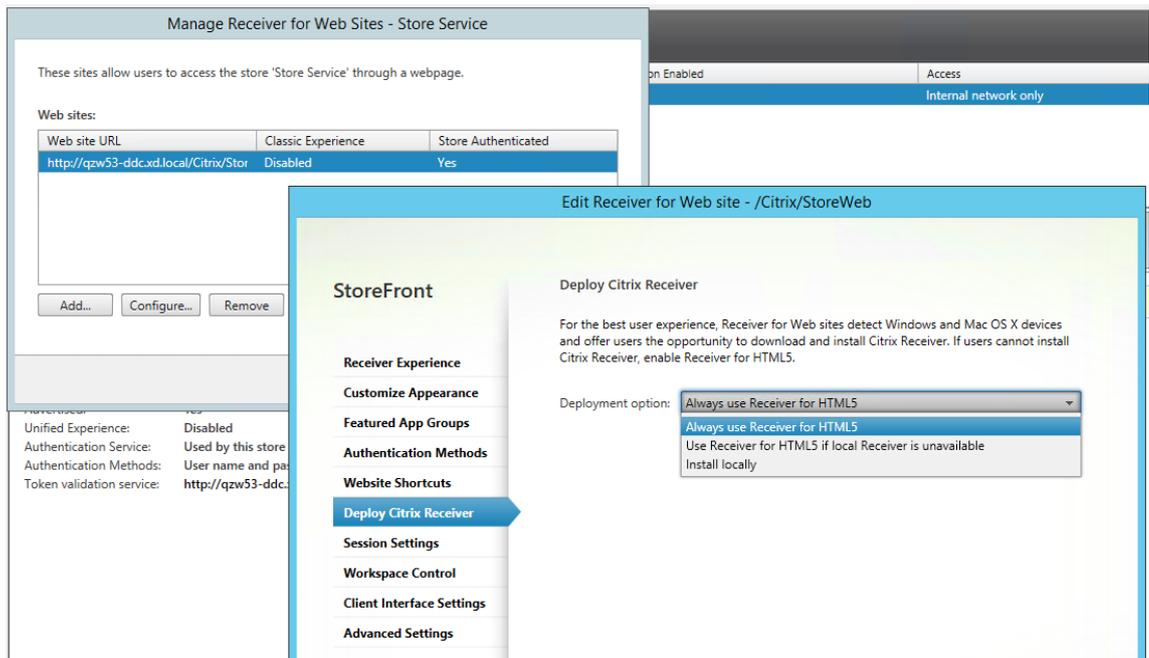 Manage Receiver for Web Sites - Store Service
These sites allow users to access the store 'Store Service' through a webpage.
Web sites:
Web site URL Classic Experience Store Authenticated
http://qzw53-ddc.xd.local/Citrix/Stor Disabled Yes
Add... Configure... Remove
on Enabled Access
Internal network only
Unified Experience: Disabled
Authentication Service: Used by this store
Authentication Methods: User name and pa
Token validation service: http://qzw53-ddc.
Edit Receiver for Web site - /Citrix/StoreWeb
StoreFront
Receiver Experience
Customize Appearance
Featured App Groups
Authentication Methods
Website Shortcuts
Deploy Citrix Receiver
Session Settings
Workspace Control
Client Interface Settings
Advanced Settings
Deploy Citrix Receiver
For the best user experience, Receiver for Web sites detect Windows and Mac OS X devices
and offer users the opportunity to download and install Citrix Receiver. If users cannot install
Citrix Receiver, enable Receiver for HTML5.
Deployment option: Always use Receiver for HTML5
Always use Receiver for HTML5
Use Receiver for HTML5 if local Receiver is unavailable
Install locally